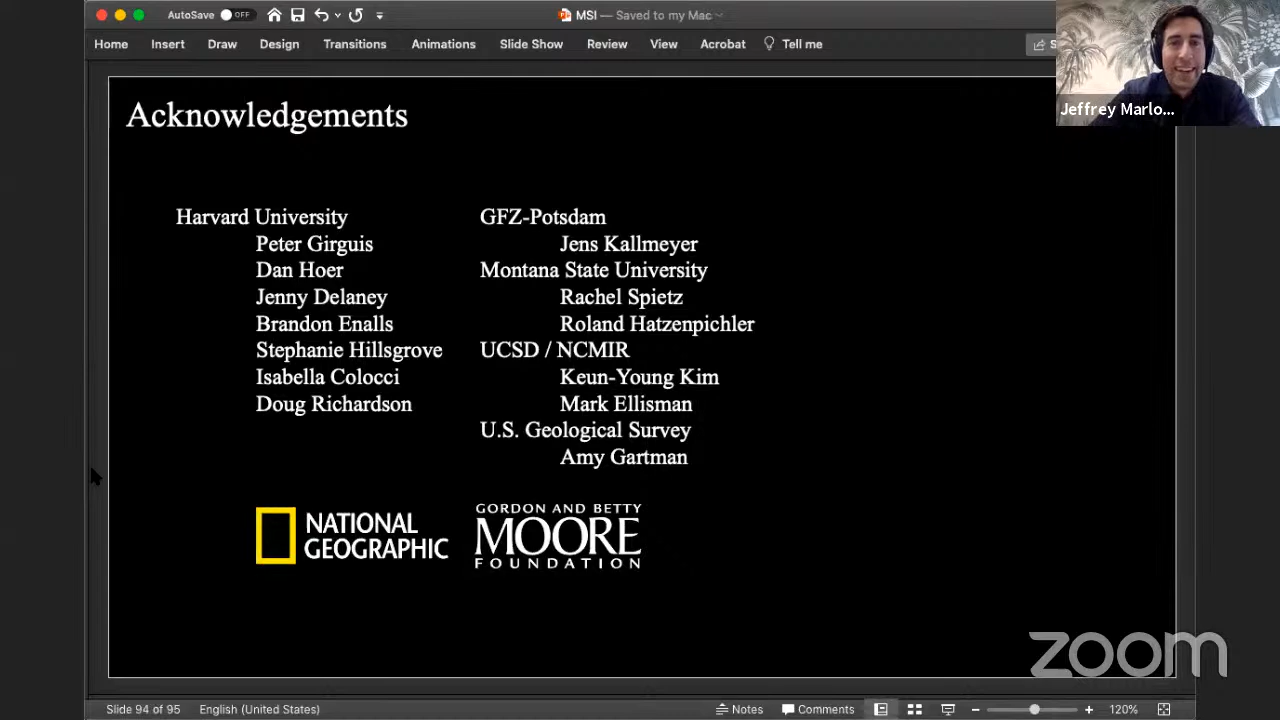 AutoSave OFF
MSI — Saved to my Mac
Home Insert Draw Design Transitions Animations Slide Show Review View Acrobat Tell me
Jeffrey Marlo...
Acknowledgements
Harvard University
Peter Girguis
Dan Hoer
Jenny Delaney
Brandon Enalls
Stephanie Hillsgrove
Isabella Colocci
Doug Richardson
GFZ-Potsdam
Jens Kallmeyer
Montana State University
Rachel Spietz
Roland Hatzenpichler
UCSD / NCMIR
Keun-Young Kim
Mark Ellisman
U.S. Geological Survey
Amy Gartman
NATIONAL
GEOGRAPHIC
GORDON AND BETTY
MOORE
FOUNDATION
zoom
Slide 94 of 95 English (United States) Notes Comments 120%